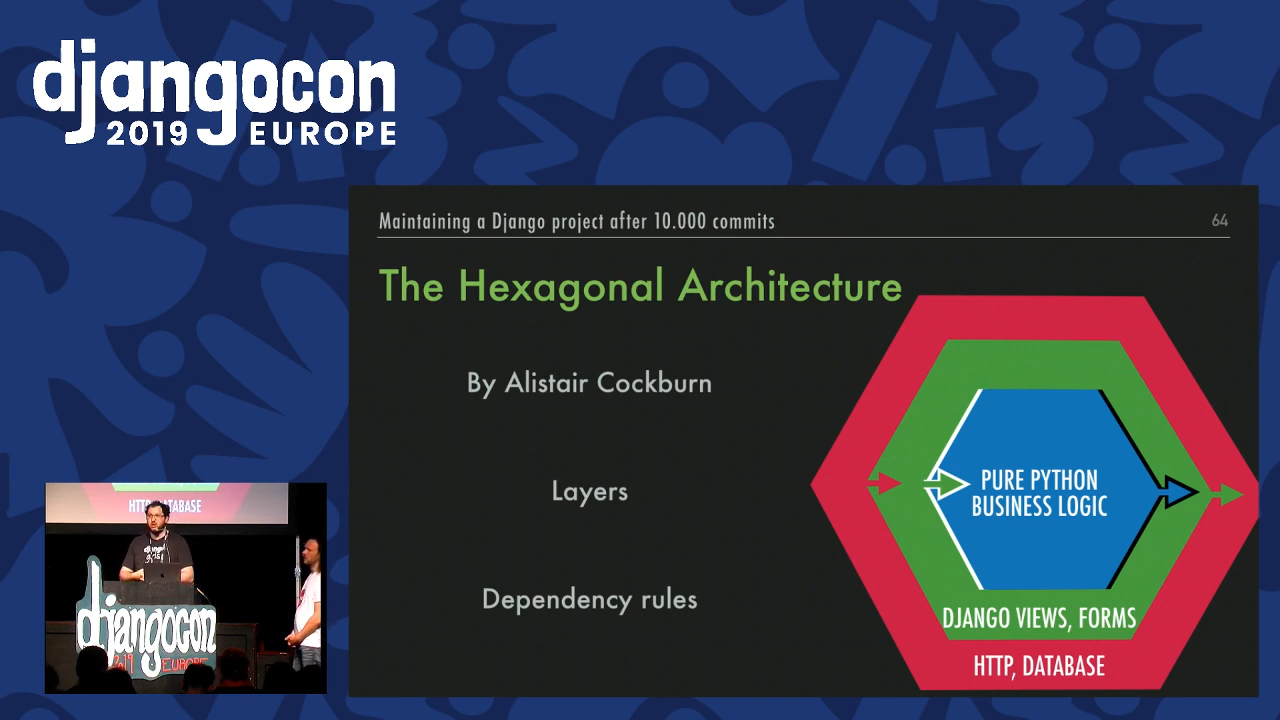 djangocon
2019 EUROPE
Maintaining a Django project after 10.000 commits
64
The Hexagonal Architecture
By Alistair Cockburn
Layers
Dependency rules
PURE PYTHON
BUSINESS LOGIC
DJANGO VIEWS, FORMS
HTTP, DATABASE
HTTP, DATABASE
djangocon
2019 EUROPE